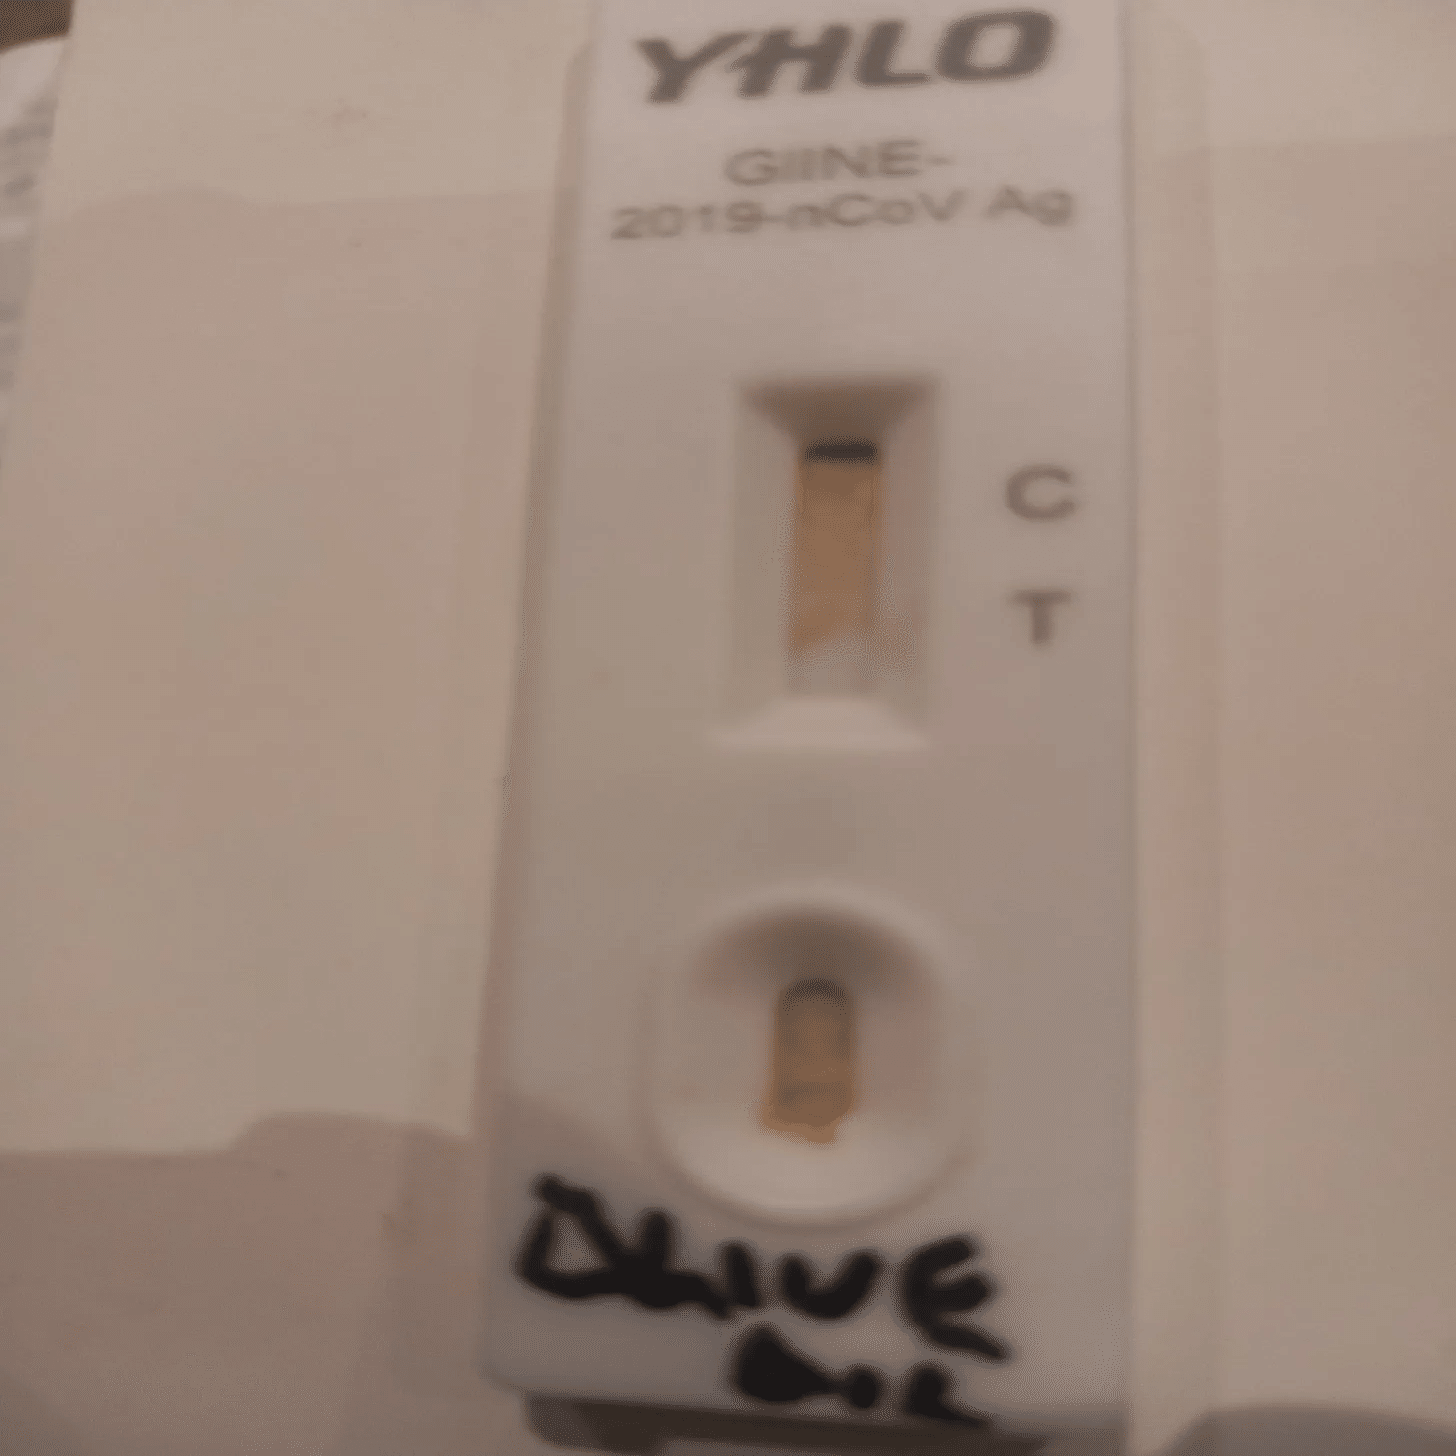 YHLO
GIINE-
2019-nCoV Ag
C
T
OLIVE
OIL